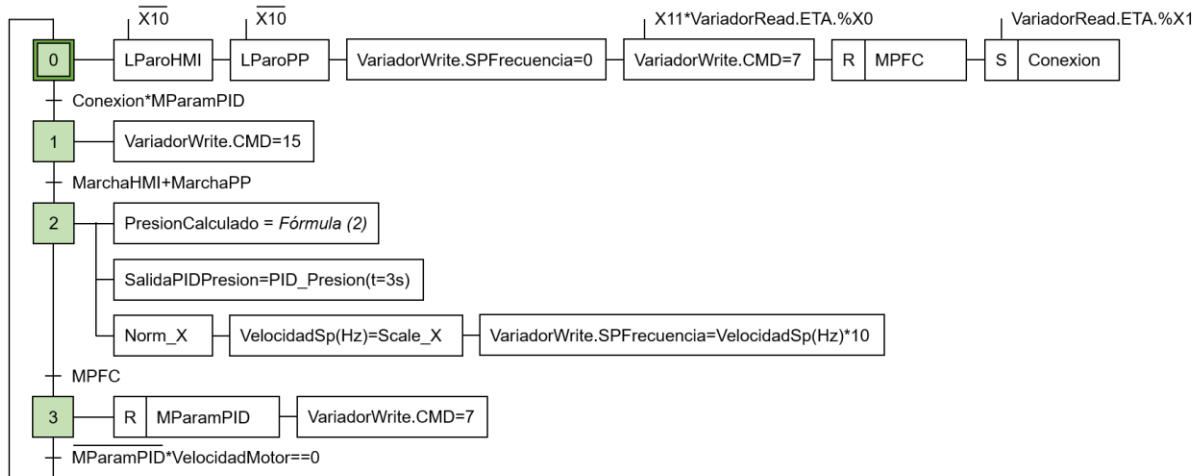 X10 X10 X11*VariadorRead.ETA.%X0 VariadorRead.ETA.%X1
0 LParoHMI LParoPP VariadorWrite.SPFrecuencia=0 VariadorWrite.CMD=7 R MPFC S Conexion
Conexion*MParamPID
1 VariadorWrite.CMD=15
MarchaHMI+MarchaPP
2 PresionCalculado = Fórmula (2)
SalidaPIDPresion=PID_Presion(t=3s)
Norm_X VelocidadSp(Hz)=Scale_X VariadorWrite.SPFrecuencia=VelocidadSp(Hz)*10
MPFC
3 R MParamPID VariadorWrite.CMD=7
MParamPID*VelocidadMotor==0